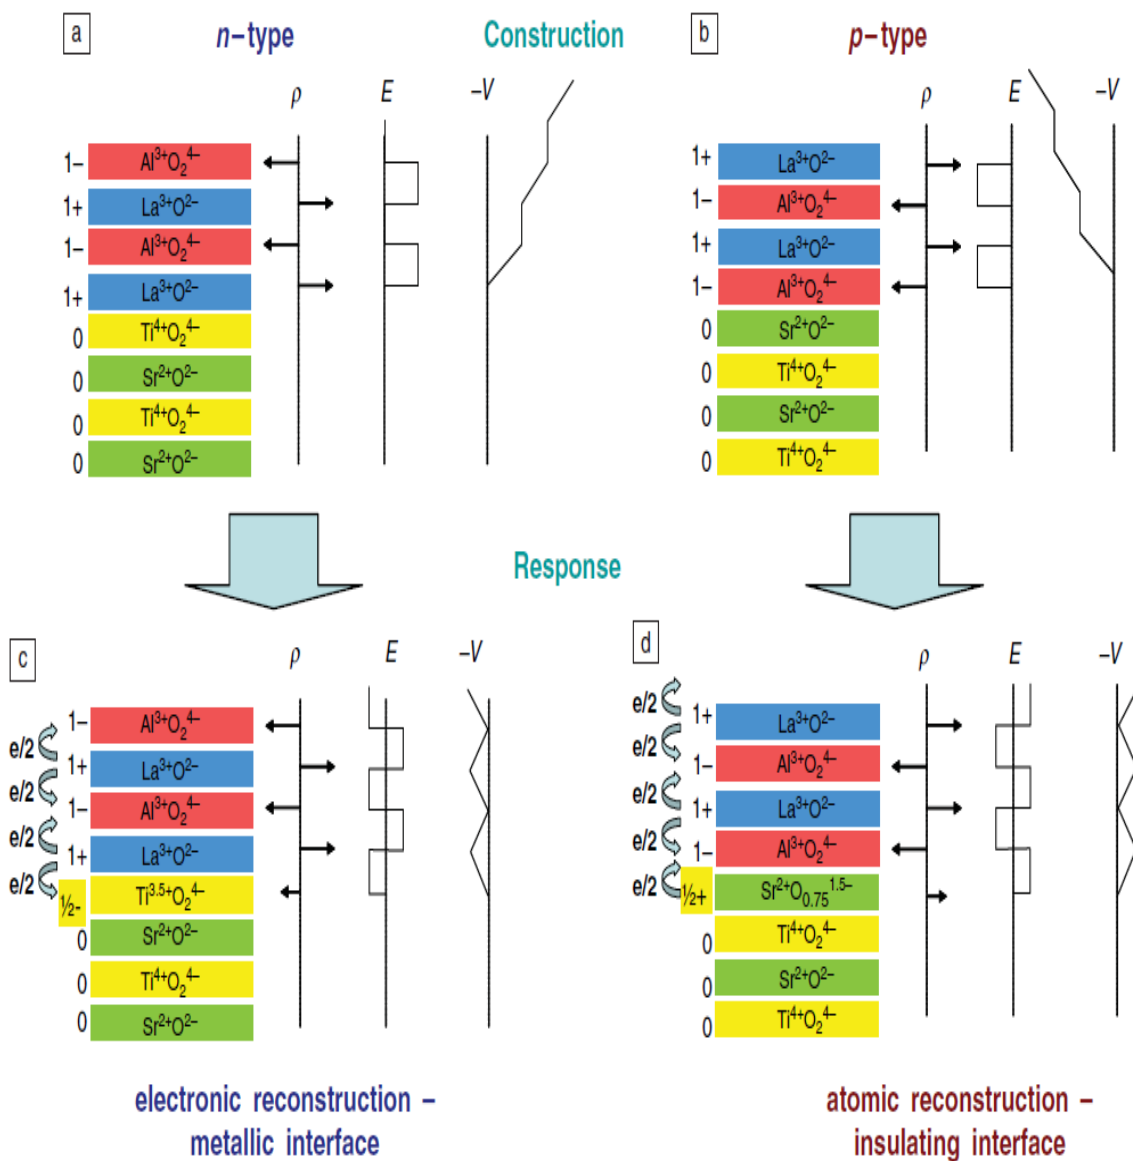 a
n–type
Construction
b
p–type
ρ E –V
1– Al³⁺O₂⁴⁻
1+ La³⁺O²⁻
1– Al³⁺O₂⁴⁻
1+ La³⁺O²⁻
0 Ti⁴⁺O₂⁴⁻
0 Sr²⁺O²⁻
0 Ti⁴⁺O₂⁴⁻
0 Sr²⁺O²⁻
ρ E –V
1+ La³⁺O²⁻
1– Al³⁺O₂⁴⁻
1+ La³⁺O²⁻
1– Al³⁺O₂⁴⁻
0 Sr²⁺O²⁻
0 Ti⁴⁺O₂⁴⁻
0 Sr²⁺O²⁻
0 Ti⁴⁺O₂⁴⁻
Response
c
ρ E –V
1– Al³⁺O₂⁴⁻
e/2
1+ La³⁺O²⁻
e/2
1– Al³⁺O₂⁴⁻
e/2
1+ La³⁺O²⁻
e/2
½- Ti³·⁵⁺O₂⁴⁻
0 Sr²⁺O²⁻
0 Ti⁴⁺O₂⁴⁻
0 Sr²⁺O²⁻
d
ρ E –V
e/2
1+ La³⁺O²⁻
e/2
1– Al³⁺O₂⁴⁻
e/2
1+ La³⁺O²⁻
e/2
1– Al³⁺O₂⁴⁻
e/2
½+ Sr²⁺O₀.₇₅¹·⁵⁻
0 Ti⁴⁺O₂⁴⁻
0 Sr²⁺O²⁻
0 Ti⁴⁺O₂⁴⁻
electronic reconstruction –
metallic interface
atomic reconstruction –
insulating interface